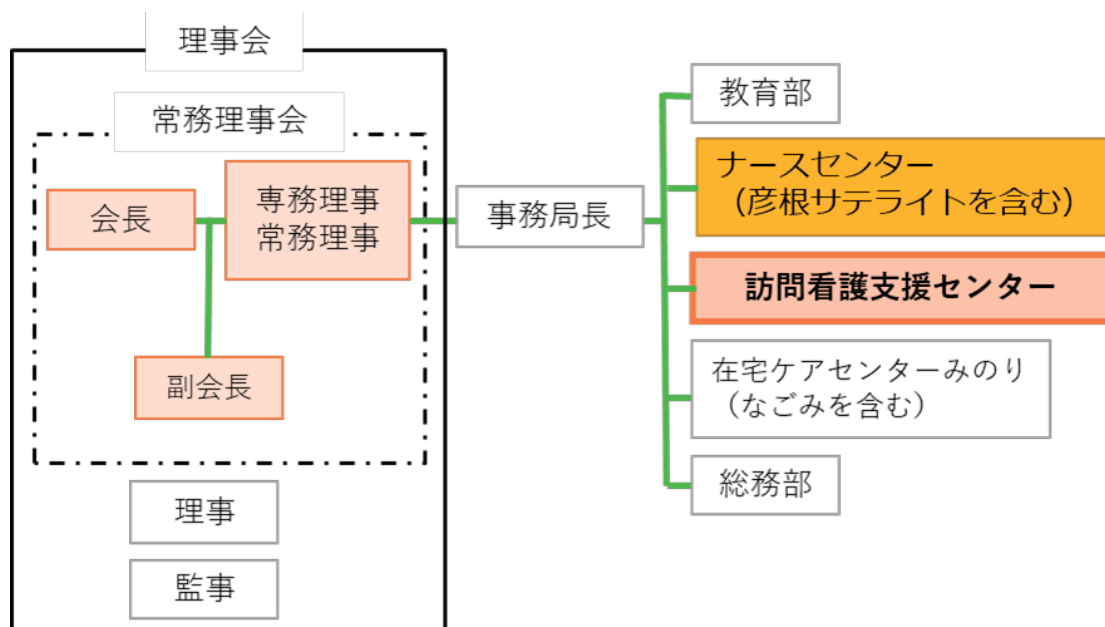 理事会
常務理事会
会長
専務理事
常務理事
副会長
理事
監事
事務局長
教育部
ナースセンター
（彦根サテライトを含む）
訪問看護支援センター
在宅ケアセンターみのり
（なごみを含む）
総務部